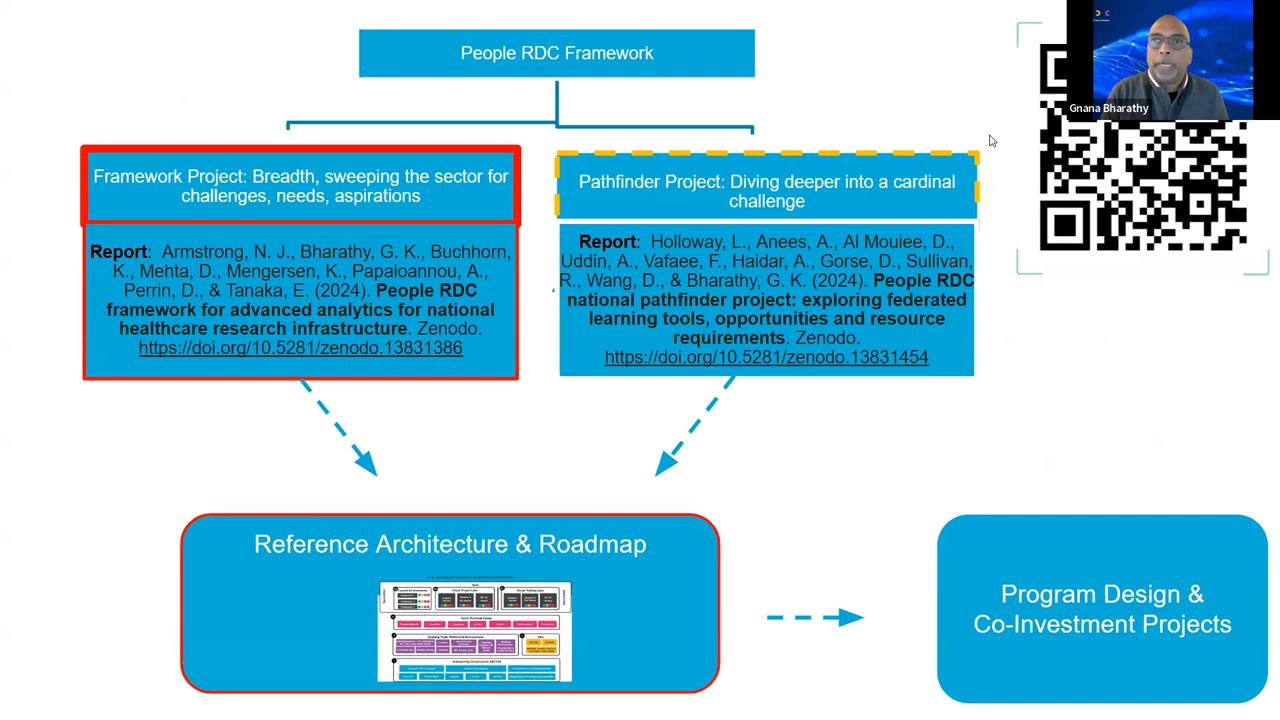 People RDC Framework
Gnana Bharathy
Framework Project: Breadth, sweeping the sector for
challenges, needs, aspirations
Report: Armstrong, N. J., Bharathy, G. K., Buchhorn,
K., Mehta, D., Mengersen, K., Papaioannou, A.,
Perrin, D., & Tanaka, E. (2024). People RDC
framework for advanced analytics for national
healthcare research infrastructure. Zenodo.
https://doi.org/10.5281/zenodo.13831386
Pathfinder Project: Diving deeper into a cardinal
challenge
Report: Holloway, L., Anees, A., Al Mouiee, D.,
Uddin, A., Vafaee, F., Haidar, A., Gorse, D., Sullivan,
R., Wang, D., & Bharathy, G. K. (2024). People RDC
national pathfinder project: exploring federated
learning tools, opportunities and resource
requirements. Zenodo.
https://doi.org/10.5281/zenodo.13831454
Reference Architecture & Roadmap
Program Design &
Co-Investment Projects